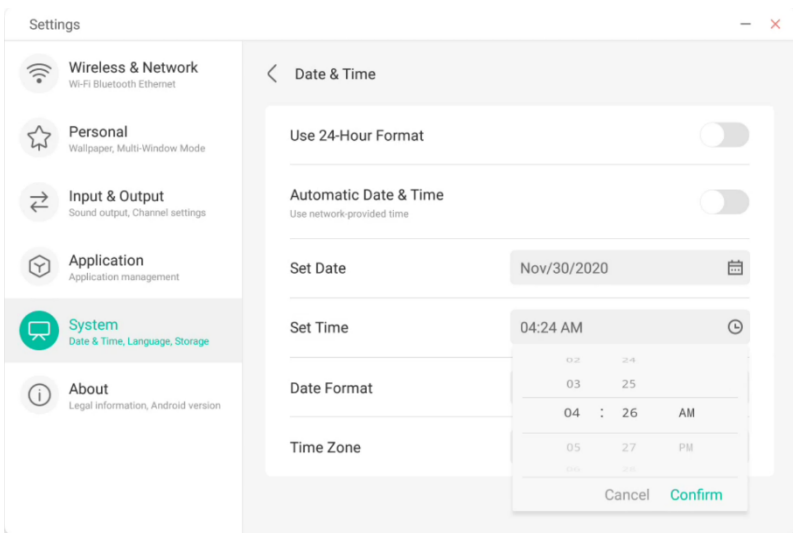 Settings
Wireless & Network
Wi-Fi Bluetooth Ethernet
Personal
Wallpaper, Multi-Window Mode
Input & Output
Sound output, Channel settings
Application
Application management
System
Date & Time, Language, Storage
About
Legal information, Android version
Date & Time
Use 24-Hour Format
Automatic Date & Time
Use network-provided time
Set Date
Nov/30/2020
Set Time
04:24 AM
02 24
03 25
04 : 26 AM
05 27 PM
Date Format
Time Zone
Cancel Confirm